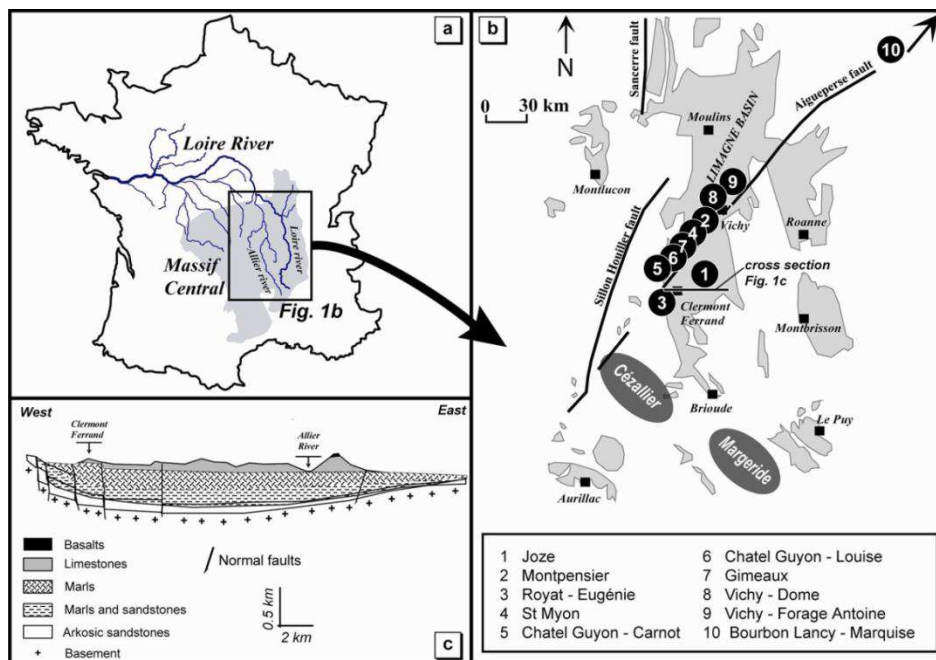 a
Loire River
Massif
Central
Allier river
Loire river
Fig. 1b
b
N
0 30 km
Sancerre fault
Aigueperse fault
10
Moulins
LIMAGNE BASIN
Montlucon
9
8
Vichy
2
4
7
6
5
1
3
Roanne
Sillon Houiller fault
cross section
Fig. 1c
Clermont
Ferrand
Montbrisson
Cézallier
Brioude
Margeride
Le Puy
Aurillac
1 Joze
2 Montpensier
3 Royat - Eugénie
4 St Myon
5 Chatel Guyon - Carnot
6 Chatel Guyon - Louise
7 Gimeaux
8 Vichy - Dome
9 Vichy - Forage Antoine
10 Bourbon Lancy - Marquise
West
East
Clermont
Ferrand
Allier
River
Basalts
Limestones
Marls
Marls and sandstones
Arkosic sandstones
Basement
Normal faults
0.5 km
2 km
c